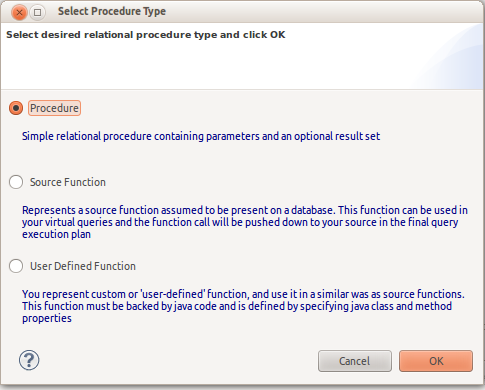 Select Procedure Type
Select desired relational procedure type and click OK
Procedure
Simple relational procedure containing parameters and an optional result set
Source Function
Represents a source function assumed to be present on a database. This function can be used in
your virtual queries and the function call will be pushed down to your source in the final query
execution plan
User Defined Function
You represent custom or 'user-defined' function, and use it in a similar was as source functions.
This function must be backed by java code and is defined by specifying java class and method
properties
?
Cancel
OK